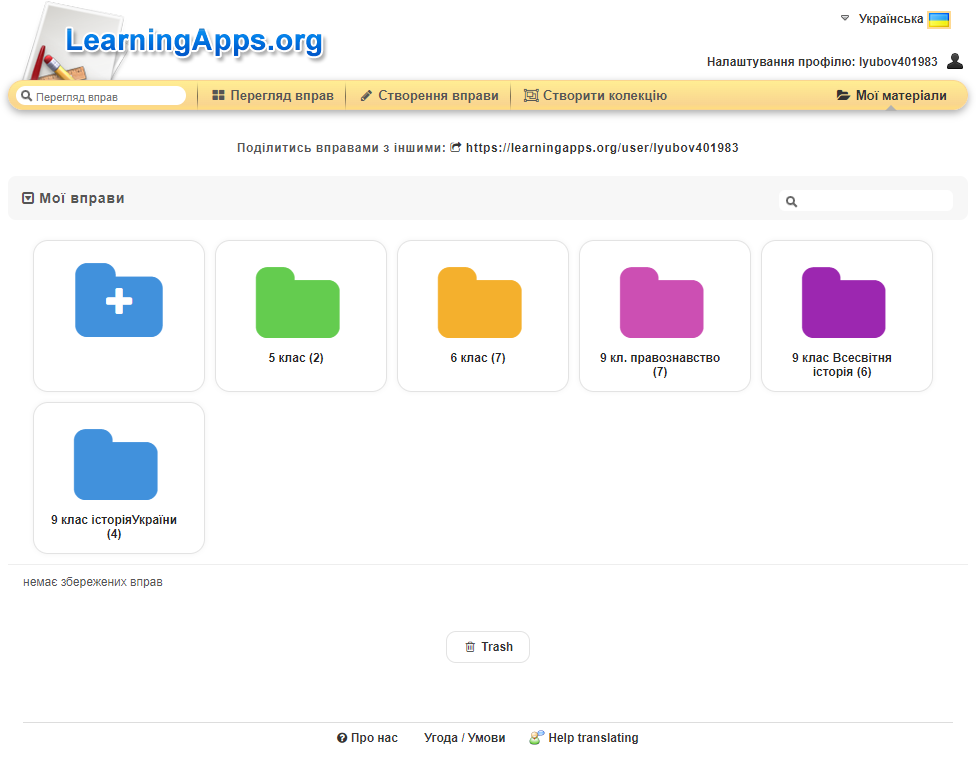 Українська
LearningApps.org
Налаштування профілю: lyubov401983
Перегляд вправ
Перегляд вправ
Створення вправи
Створити колекцію
Мої матеріали
Поділитись вправами з іншими: https://learningapps.org/user/lyubov401983
Мої вправи
5 клас (2)
6 клас (7)
9 кл. правознавство
(7)
9 клас Всесвітня
історія (6)
9 клас історіяУкраїни
(4)
немає збережених вправ
Trash
Про нас
Угода / Умови
Help translating